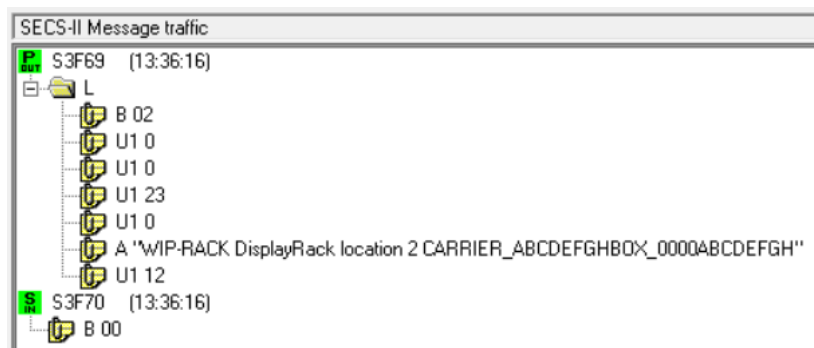 SECS-II Message traffic
P OUT S3F69 (13:36:16)
L
B 02
U1 0
U1 0
U1 23
U1 0
A "WIP-RACK DisplayRack location 2 CARRIER_ABCDEFGHBOX_0000ABCDEFGH"
U1 12
S IN S3F70 (13:36:16)
B 00